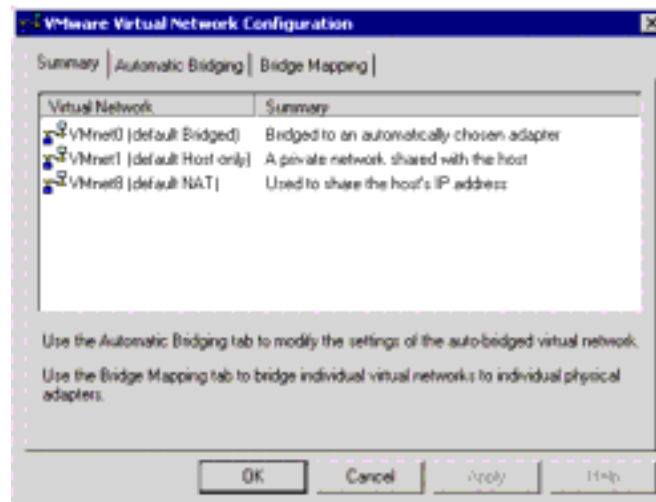 VMware Virtual Network Configuration
Summary Automatic Bridging Bridge Mapping
Virtual Network Summary
VMnet0 (default Bridged) Bridged to an automatically chosen adapter
VMnet1 (default Host-only) A private network shared with the host
VMnet8 (default NAT) Used to share the host's IP address
Use the Automatic Bridging tab to modify the settings of the auto-bridged virtual network.
Use the Bridge Mapping tab to bridge individual virtual networks to individual physical
adapters.
OK Cancel Apply Help